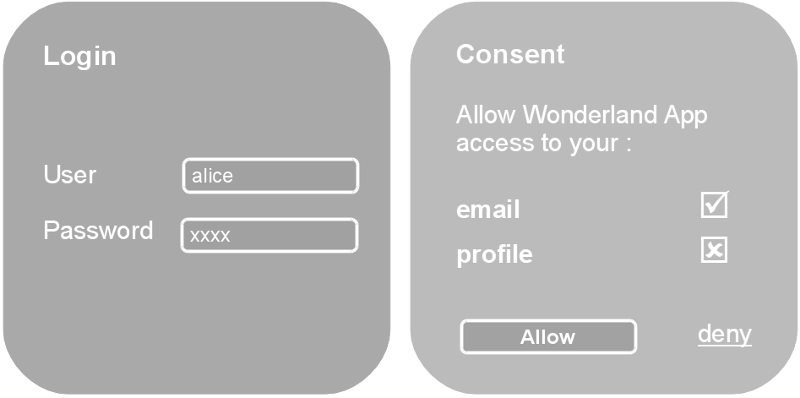 Login
User
alice
Password
xxxx
Consent
Allow Wonderland App
access to your :
email
profile
Allow
deny